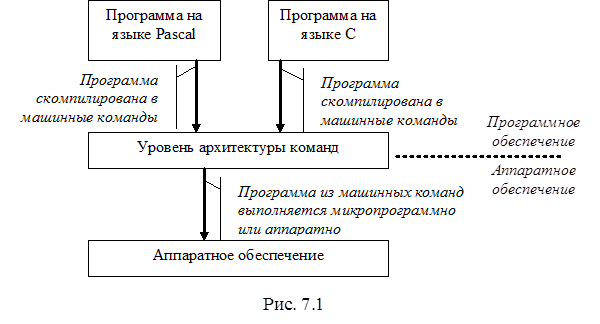 Программа на
языке Pascal
Программа на
языке С
Программа
скомпилирована в
машинные команды
Программа
скомпилирована в
машинные команды
Программное
обеспечение
Уровень архитектуры команд
Аппаратное
обеспечение
Программа из машинных команд
выполняется микропрограммно
или аппаратно
Аппаратное обеспечение
Рис. 7.1